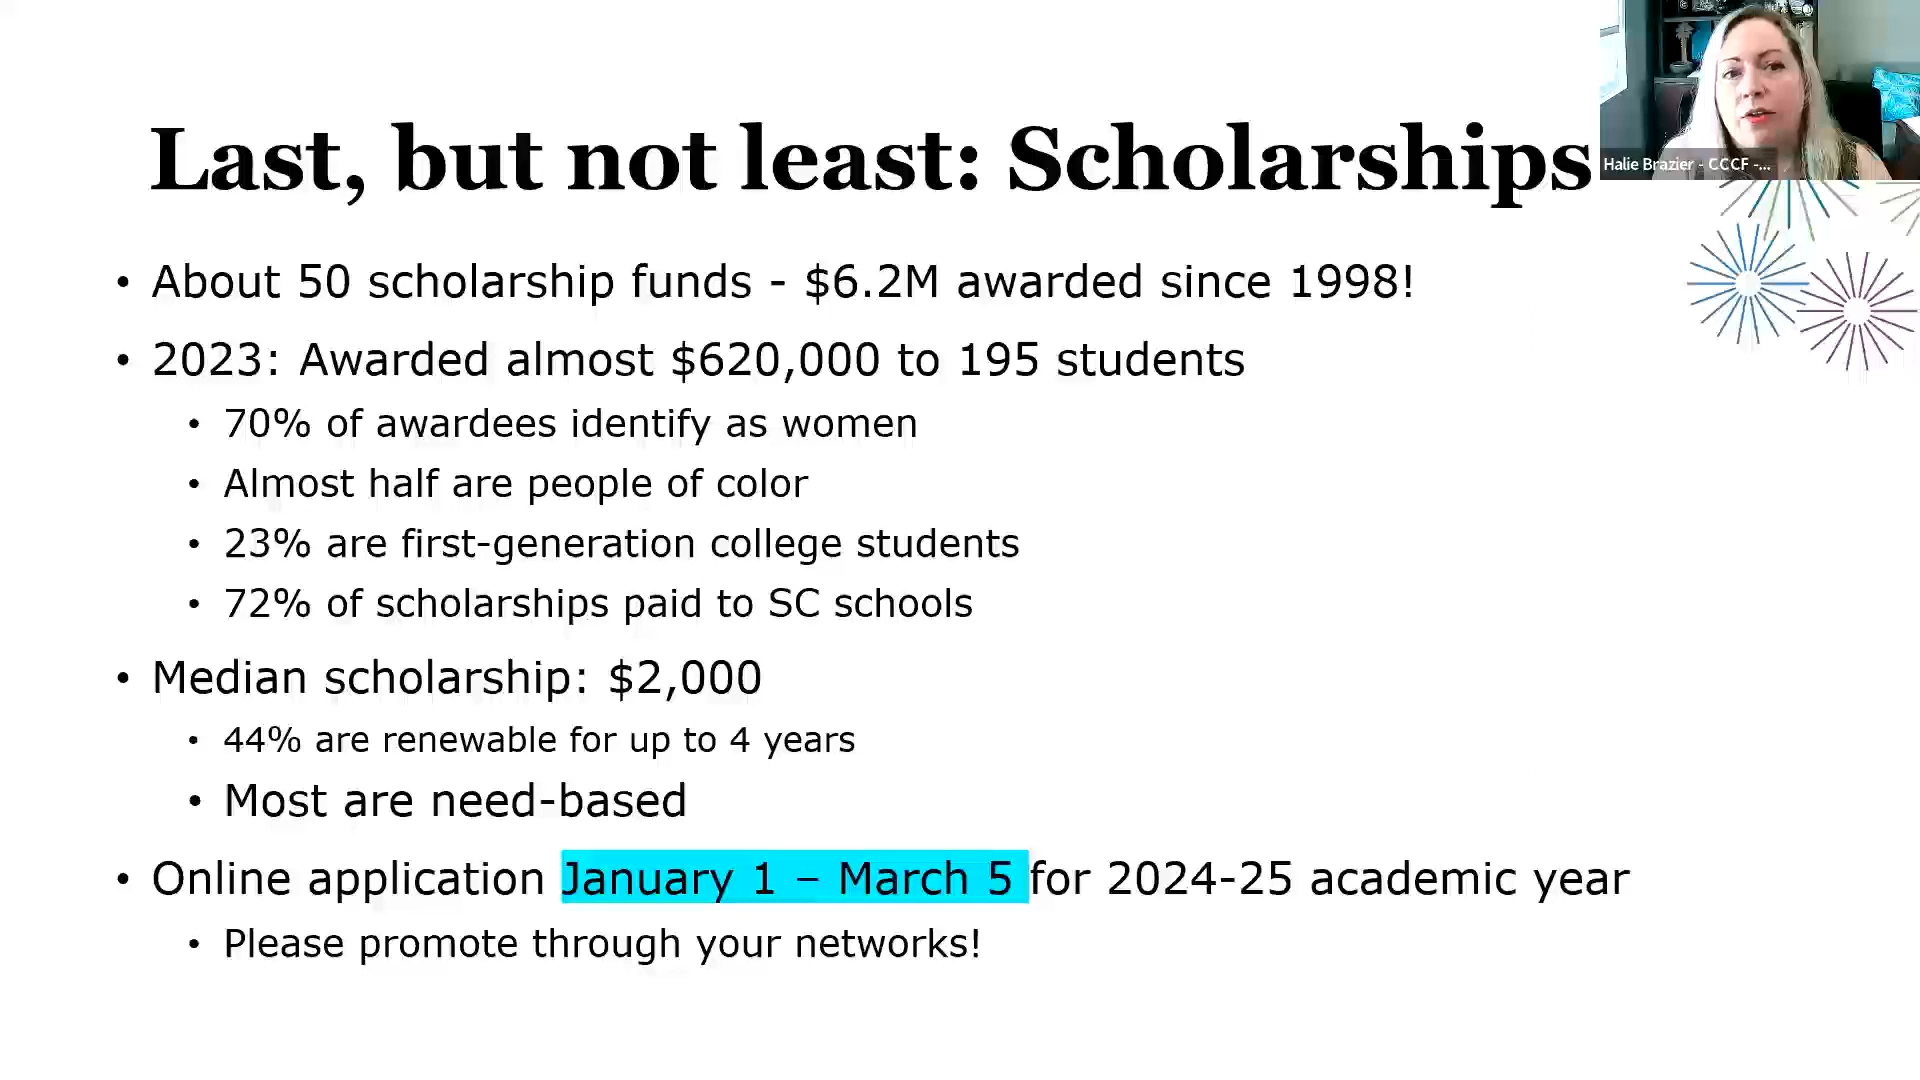 Last, but not least: Scholarships
Halie Brazier - CCCF -...
• About 50 scholarship funds - $6.2M awarded since 1998!
• 2023: Awarded almost $620,000 to 195 students
• 70% of awardees identify as women
• Almost half are people of color
• 23% are first-generation college students
• 72% of scholarships paid to SC schools
• Median scholarship: $2,000
• 44% are renewable for up to 4 years
• Most are need-based
• Online application January 1 – March 5 for 2024-25 academic year
• Please promote through your networks!